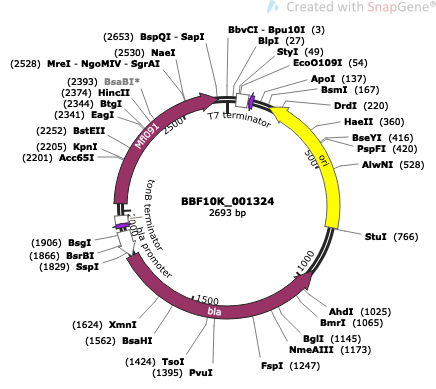 Created with SnapGene®
(2653) BspQI - SapI
BbvCI - Bpu10I (3)
BlpI (27)
(2530) NaeI
StyI (49)
(2528) MreI - NgoMIV - SgrAI
EcoO109I (54)
(2393) BsaBI*
ApoI (137)
(2374) HincII
BsmI (167)
(2344) BtgI
DrdI (220)
(2341) EagI
HaeII (360)
(2252) BstEII
BseYI (416)
(2205) KpnI
PspFI (420)
(2201) Acc65I
AlwNI (528)
T7 terminator
2500
Mfl091
ori
500
BBF10K_001324
2693 bp
tonB terminator
2000
bla promoter
(1906) BsgI
(1866) BsrBI
(1829) SspI
StuI (766)
1000
1500
bla
(1624) XmnI
(1562) BsaHI
(1424) TsoI
(1395) PvuI
AhdI (1025)
BmrI (1065)
BglI (1145)
NmeAIII (1173)
FspI (1247)